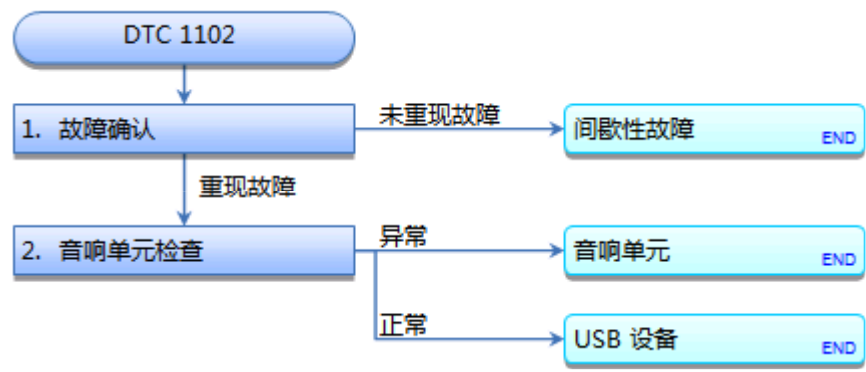 DTC 1102
1. 故障确认
未重现故障
间歇性故障
END
重现故障
2. 音响单元检查
异常
音响单元
END
正常
USB 设备
END